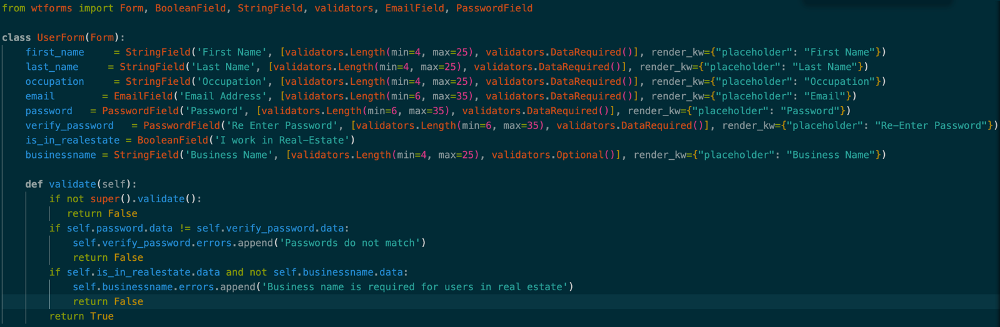 from wtforms import Form, BooleanField, StringField, validators, EmailField, PasswordField

class UserForm(Form):
    first_name     = StringField('First Name', [validators.Length(min=4, max=25), validators.DataRequired()], render_kw={"placeholder": "First Name"})
    last_name     = StringField('Last Name', [validators.Length(min=4, max=25), validators.DataRequired()], render_kw={"placeholder": "Last Name"})
    occupation     = StringField('Occupation', [validators.Length(min=4, max=25), validators.DataRequired()], render_kw={"placeholder": "Occupation"})
    email        = EmailField('Email Address', [validators.Length(min=6, max=35), validators.DataRequired()], render_kw={"placeholder": "Email"})
    password   = PasswordField('Password', [validators.Length(min=6, max=35), validators.DataRequired()], render_kw={"placeholder": "Password"})
    verify_password   = PasswordField('Re Enter Password', [validators.Length(min=6, max=35), validators.DataRequired()], render_kw={"placeholder": "Re-Enter Password"})
    is_in_realestate = BooleanField('I work in Real-Estate')
    businessname = StringField('Business Name', [validators.Length(min=4, max=25), validators.Optional()], render_kw={"placeholder": "Business Name"})

    def validate(self):
        if not super().validate():
           return False
        if self.password.data != self.verify_password.data:
            self.verify_password.errors.append('Passwords do not match')
            return False
        if self.is_in_realestate.data and not self.businessname.data:
            self.businessname.errors.append('Business name is required for users in real estate')
            return False
        return True